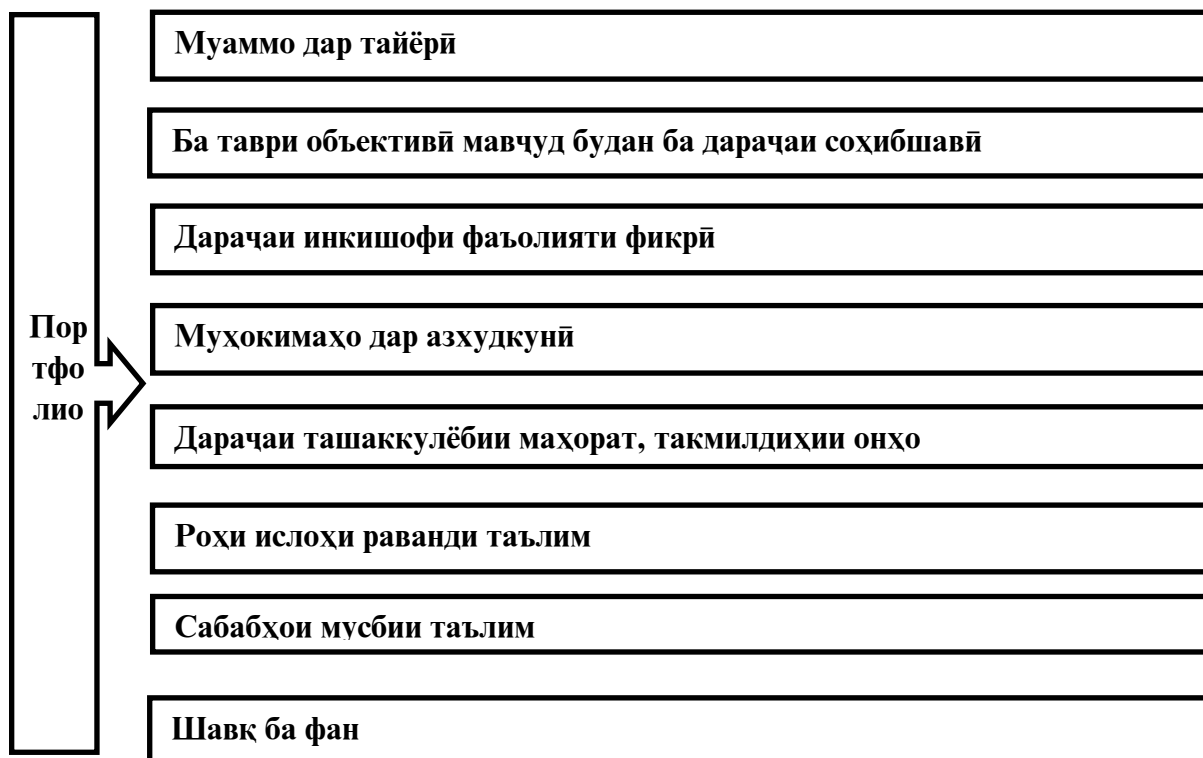 Муаммо дар тайёрӣ
Ба таври объективӣ мавҷуд будан ба дараҷаи соҳибшавӣ
Дараҷаи инкишофи фаъолияти фикрӣ
Пор
тфо
лио
Муҳокимаҳо дар азхудкунӣ
Дараҷаи ташаккулёбии маҳорат, такмилдиҳии онҳо
Роҳи ислоҳи раванди таълим
Сабабҳои мусбии таълим
Шавқ ба фан